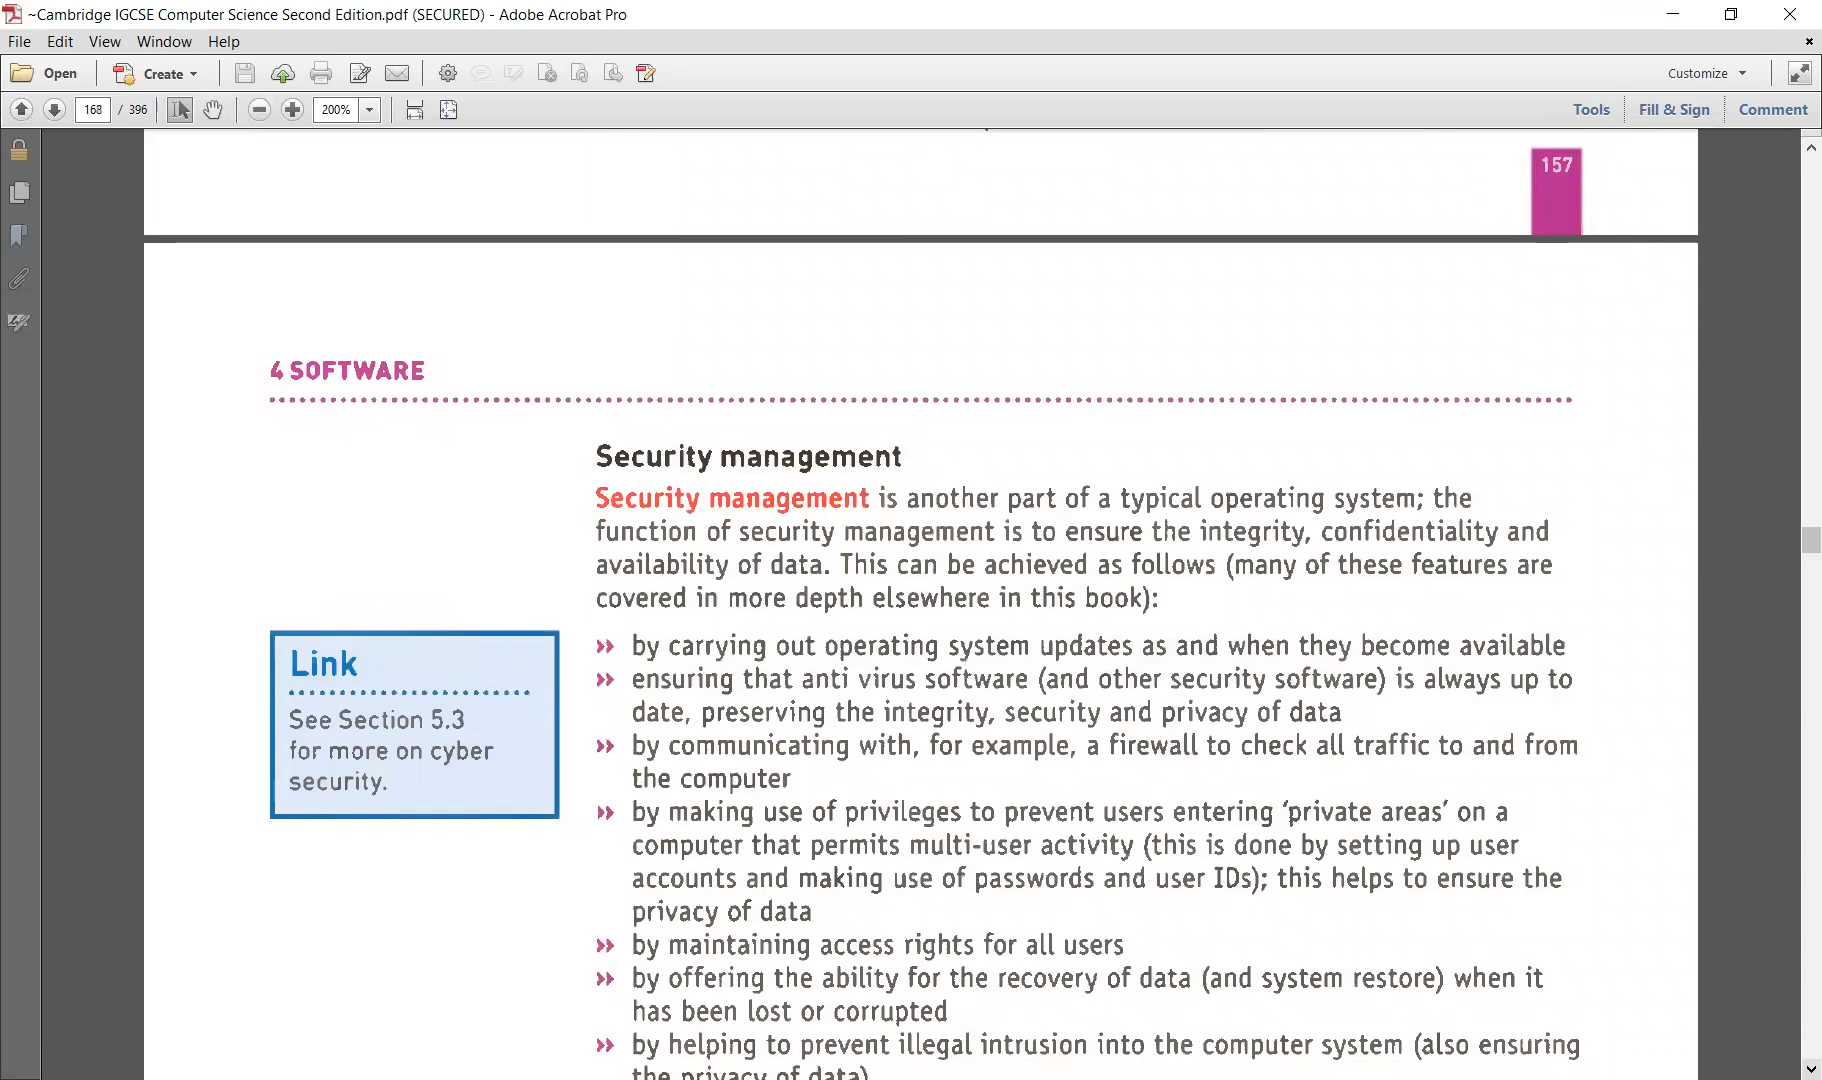 ~Cambridge IGCSE Computer Science Second Edition.pdf (SECURED) - Adobe Acrobat Pro
File Edit View Window Help
Open Create Customize
168 / 396 200% Tools Fill & Sign Comment
157
4 SOFTWARE
Security management
Security management is another part of a typical operating system; the
function of security management is to ensure the integrity, confidentiality and
availability of data. This can be achieved as follows (many of these features are
covered in more depth elsewhere in this book):
Link
See Section 5.3
for more on cyber
security.
» by carrying out operating system updates as and when they become available
» ensuring that anti virus software (and other security software) is always up to
date, preserving the integrity, security and privacy of data
» by communicating with, for example, a firewall to check all traffic to and from
the computer
» by making use of privileges to prevent users entering ‘private areas’ on a
computer that permits multi-user activity (this is done by setting up user
accounts and making use of passwords and user IDs); this helps to ensure the
privacy of data
» by maintaining access rights for all users
» by offering the ability for the recovery of data (and system restore) when it
has been lost or corrupted
» by helping to prevent illegal intrusion into the computer system (also ensuring
the privacy of data)